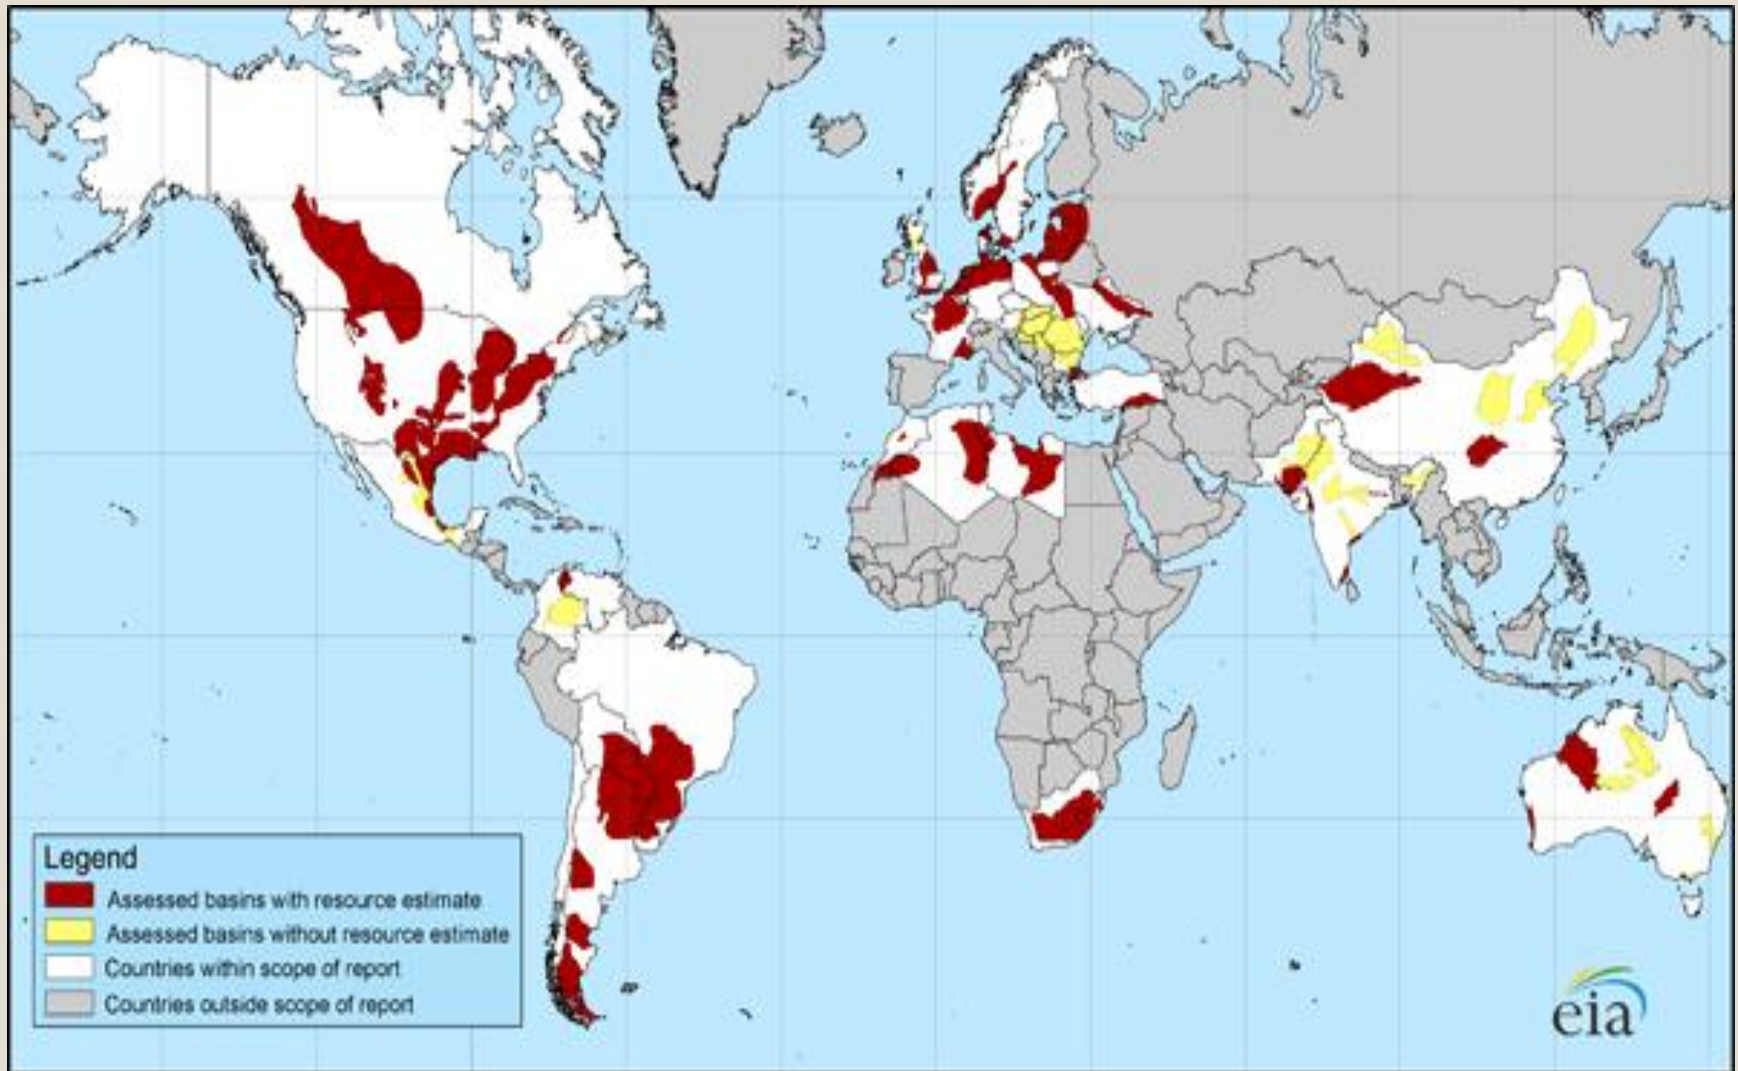 Legend
Assessed basins with resource estimate
Assessed basins without resource estimate
Countries within scope of report
Countries outside scope of report
eia